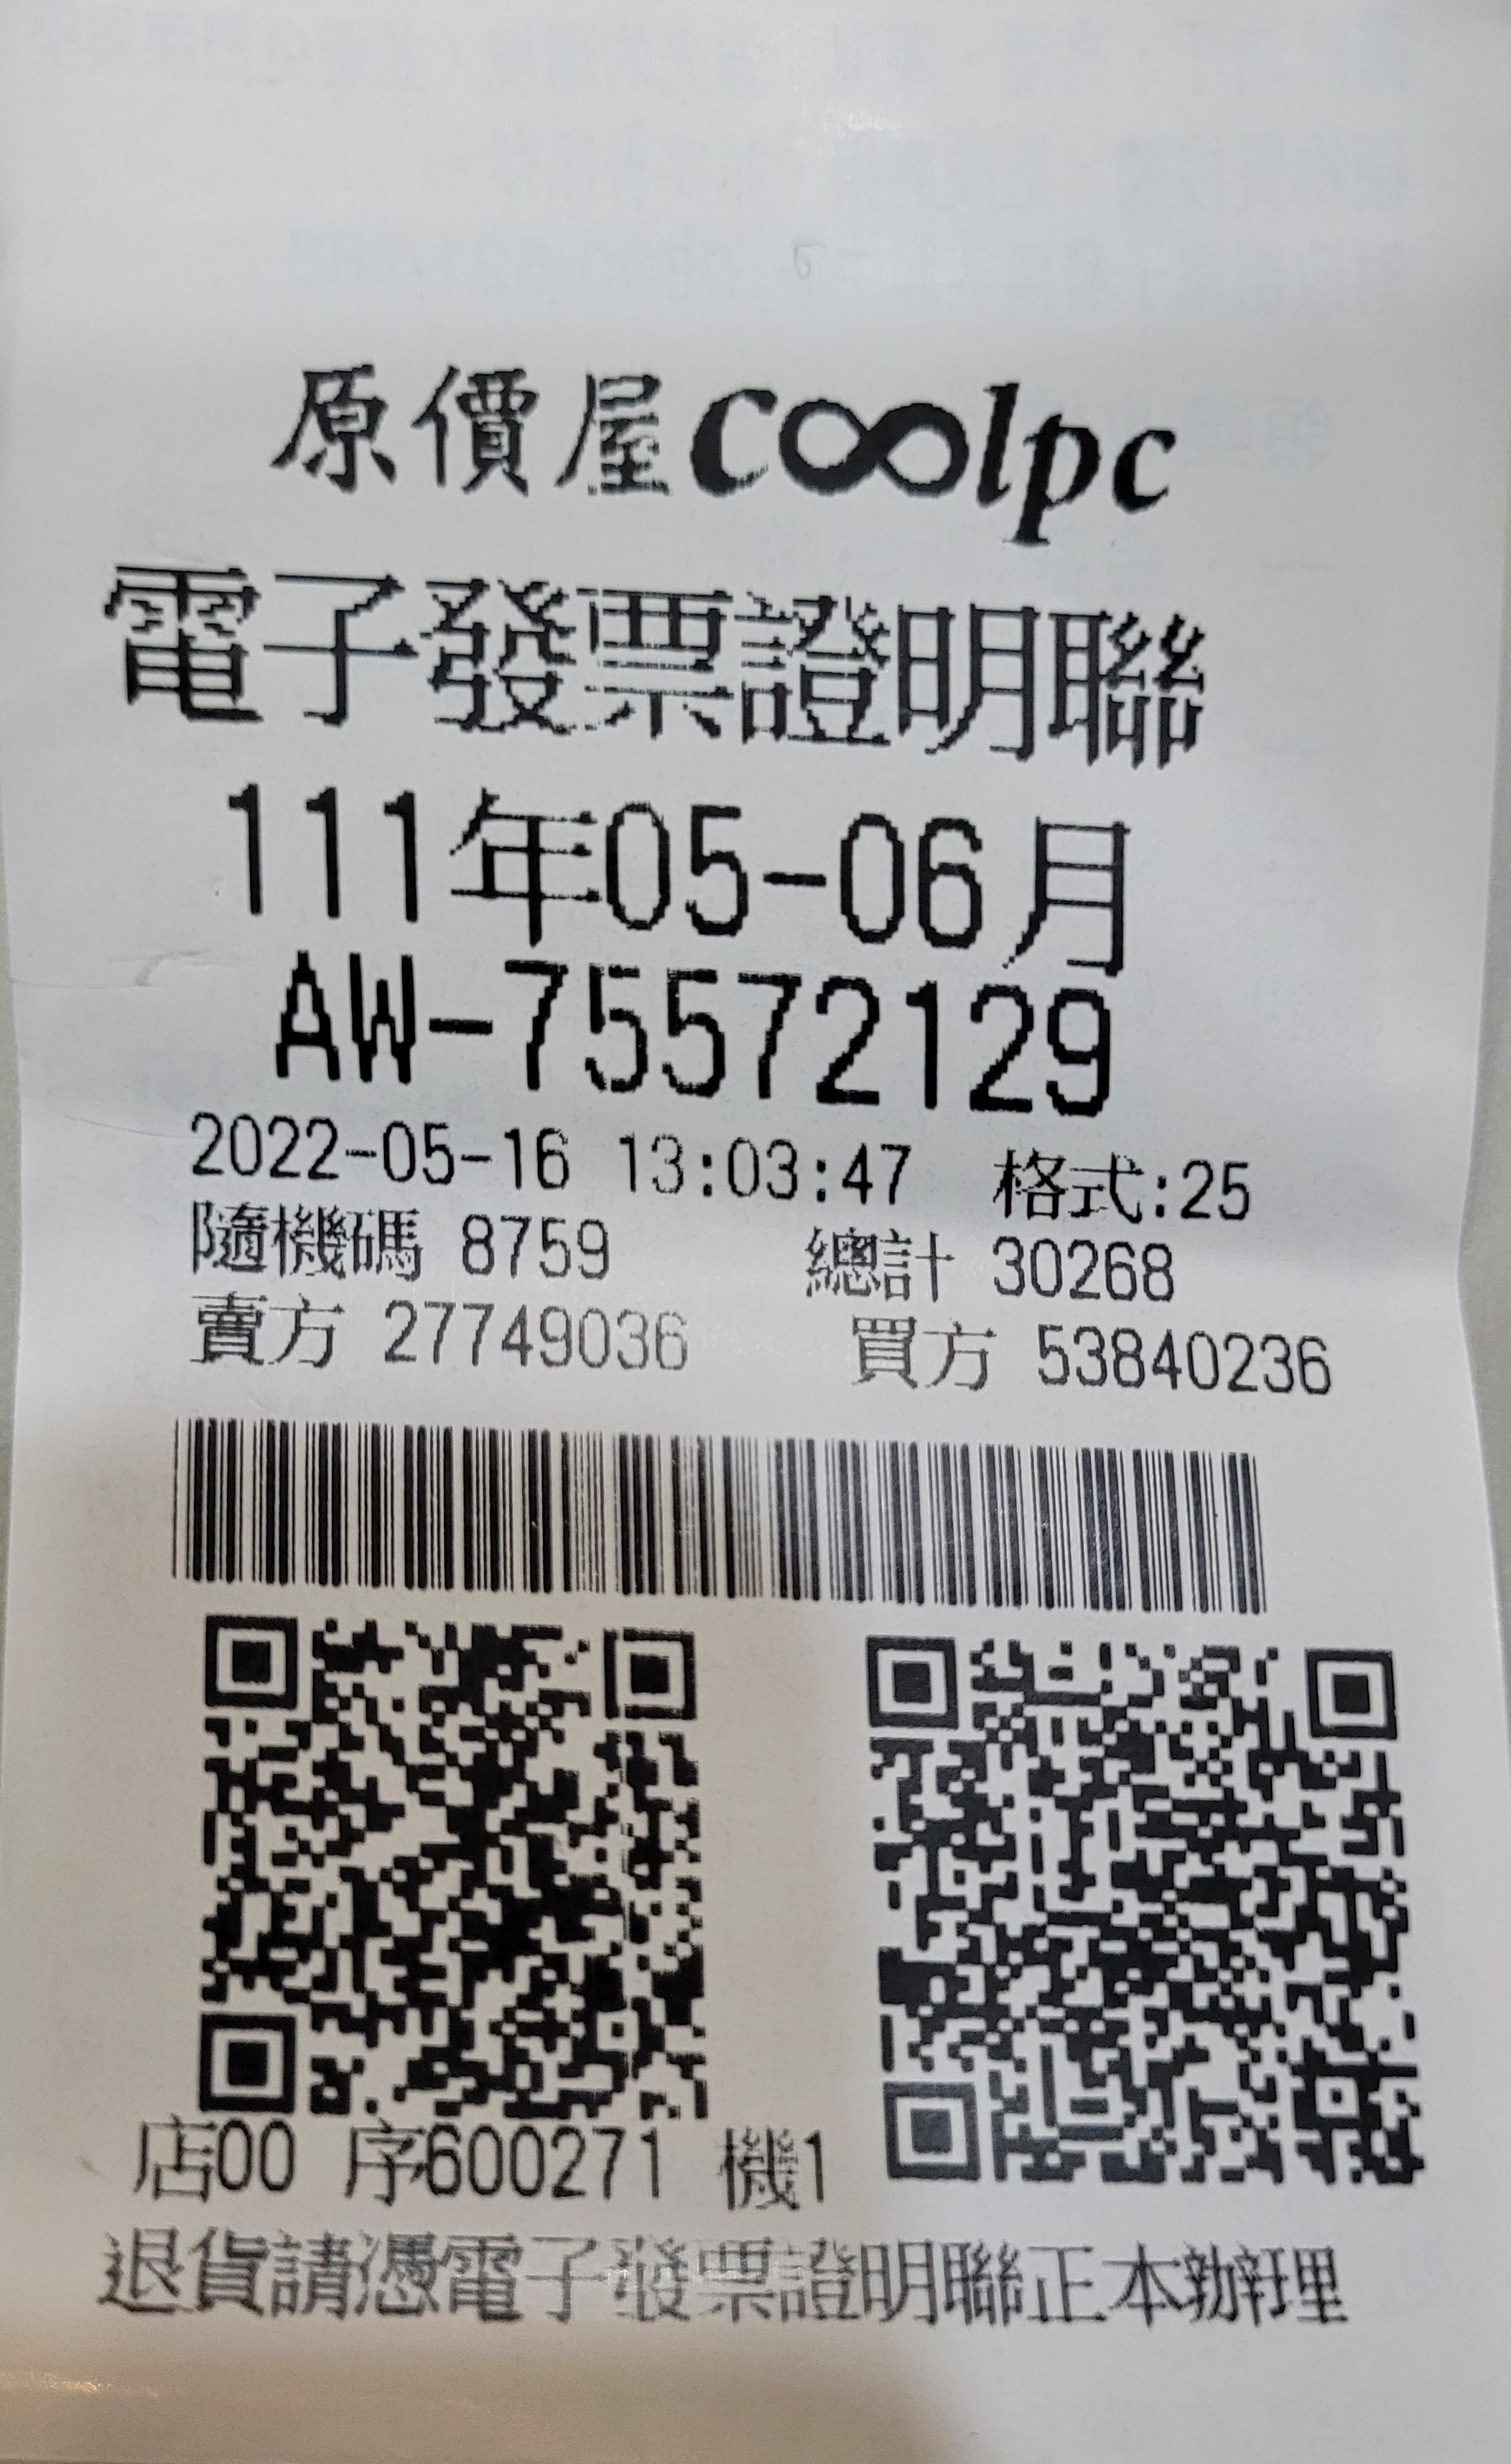 原價屋coolpc
電子發票證明聯
111年05-06月
AW-75572129
2022-05-16 13:03:47 格式:25
隨機碼 8759 總計 30268
賣方 27749036 買方 53840236
店00 序600271 機1
退貨請憑電子發票證明聯正本辦理